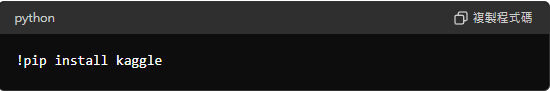 python 複製程式碼
!pip install kaggle